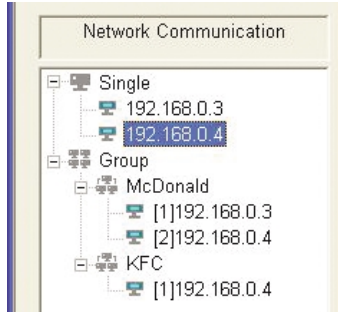 Network Communication
Single
192.168.0.3
192.168.0.4
Group
McDonald
[1]192.168.0.3
[2]192.168.0.4
KFC
[1]192.168.0.4